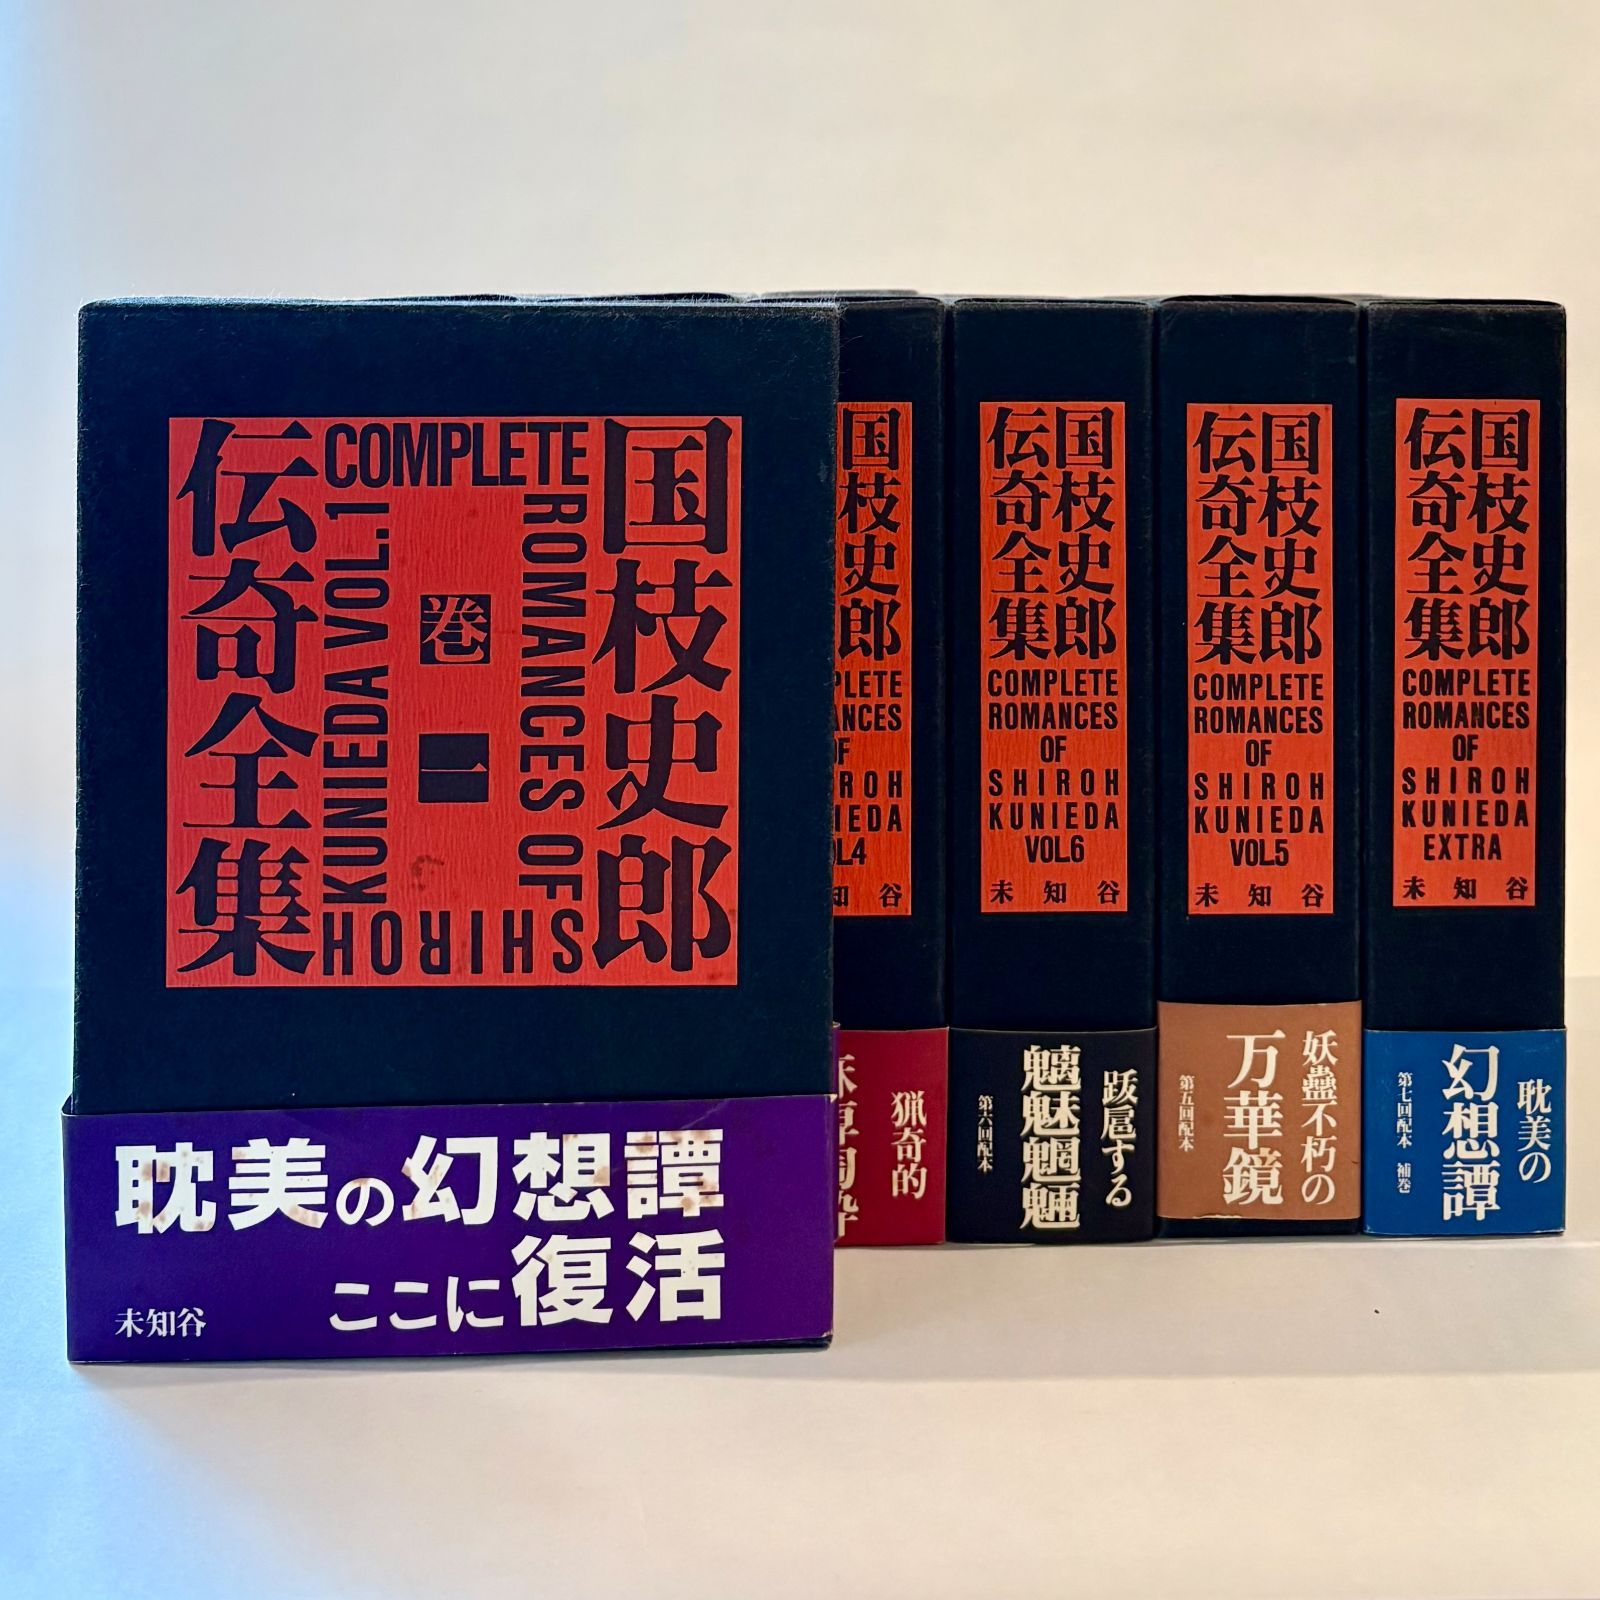 国枝史郎
伝奇全集
COMPLETE
ROMANCES OF
SHIROH
KUNIEDA VOL.1
巻
一
耽美の幻想譚
ここに復活
未知谷
国枝史郎
猟奇的
国枝史郎
伝奇全集
COMPLETE
ROMANCES
OF
SHIROH
KUNIEDA
VOL.6
未知谷
跋扈する
魑魅魍魎
第六回配本
国枝史郎
伝奇全集
COMPLETE
ROMANCES
OF
SHIROH
KUNIEDA
VOL.5
未知谷
妖蠱不朽の
万華鏡
第五回配本
国枝史郎
伝奇全集
COMPLETE
ROMANCES
OF
SHIROH
KUNIEDA
EXTRA
未知谷
耽美の
幻想譚
第七回配本 補巻